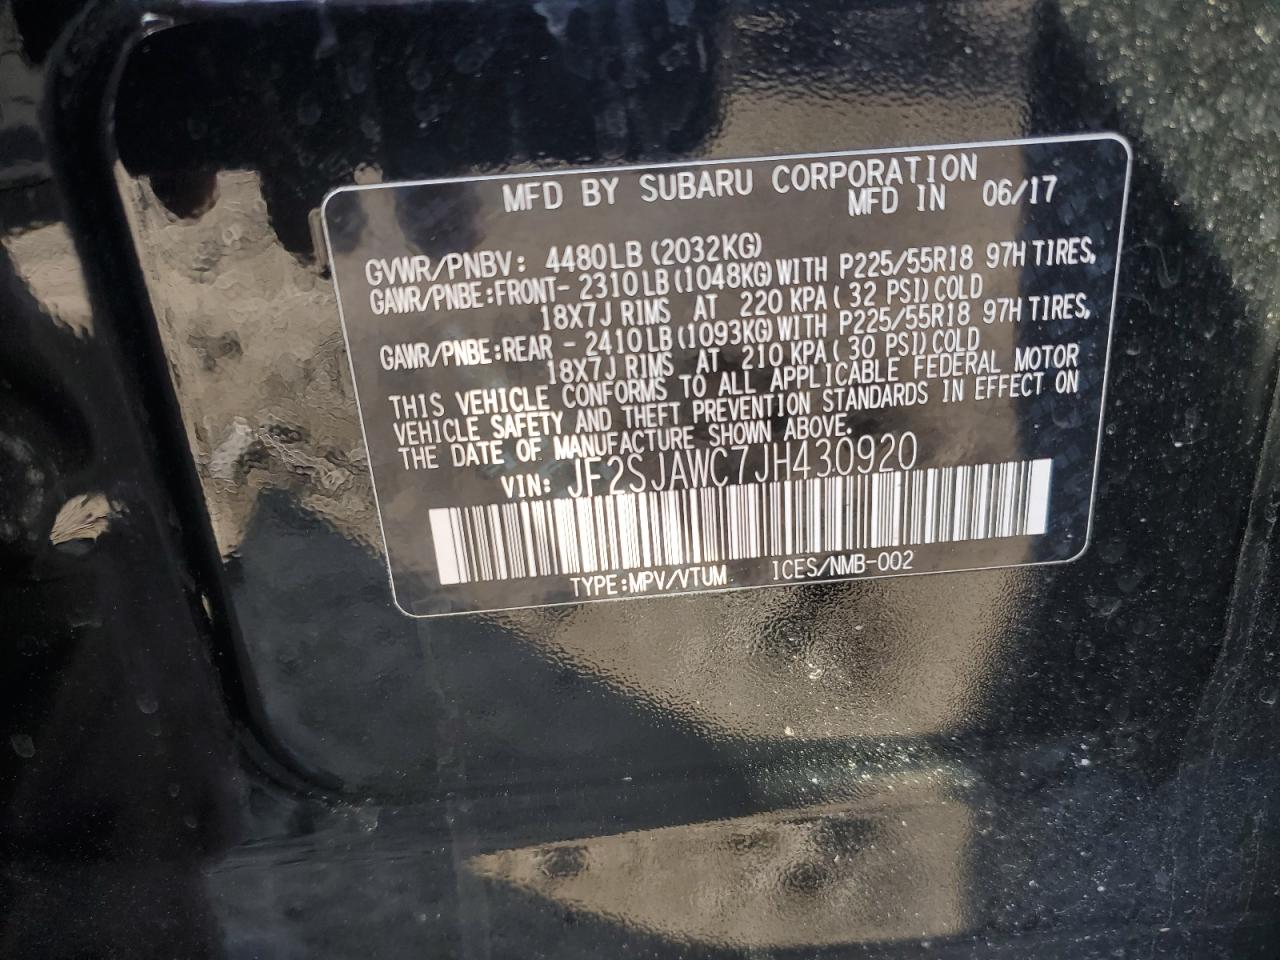 MFD BY SUBARU CORPORATION
MFD IN 06/17
GVWR/PNBV: 4480LB (2032KG)
GAWR/PNBE:FRONT- 2310LB(1048KG)WITH P225/55R18 97H TIRES,
18X7J RIMS AT 220 KPA( 32 PSI)COLD
GAWR/PNBE:REAR - 2410LB(1093KG)WITH P225/55R18 97H TIRES,
18X7J RIMS AT 210 KPA( 30 PSI)COLD
THIS VEHICLE CONFORMS TO ALL APPLICABLE FEDERAL MOTOR
VEHICLE SAFETY AND THEFT PREVENTION STANDARDS IN EFFECT ON
THE DATE OF MANUFACTURE SHOWN ABOVE.
VIN: JF2SJAWC7JH430920
TYPE:MPV/VTUM ICES/NMB-002